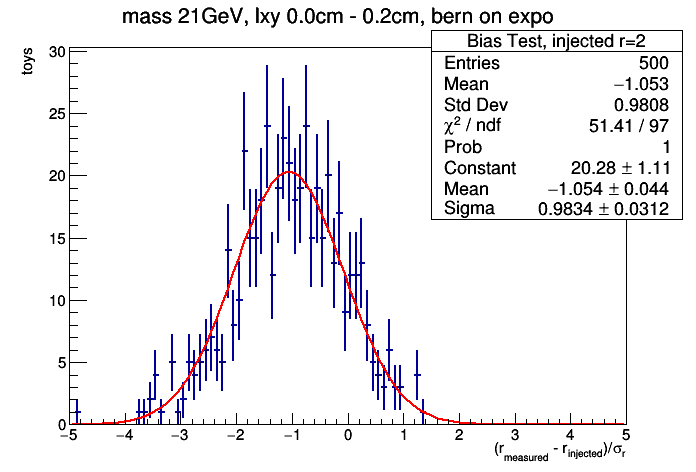 mass 21GeV, lxy 0.0cm - 0.2cm, bern on expo
Bias Test, injected r=2
Entries 500
Mean −1.053
Std Dev 0.9808
χ² / ndf 51.41 / 97
Prob 1
Constant 20.28 ± 1.11
Mean −1.054 ± 0.044
Sigma 0.9834 ± 0.0312
toys
30
25
20
15
10
5
0
−5 −4 −3 −2 −1 0 1 2 3 4 5
(r_measured - r_injected)/σ_r